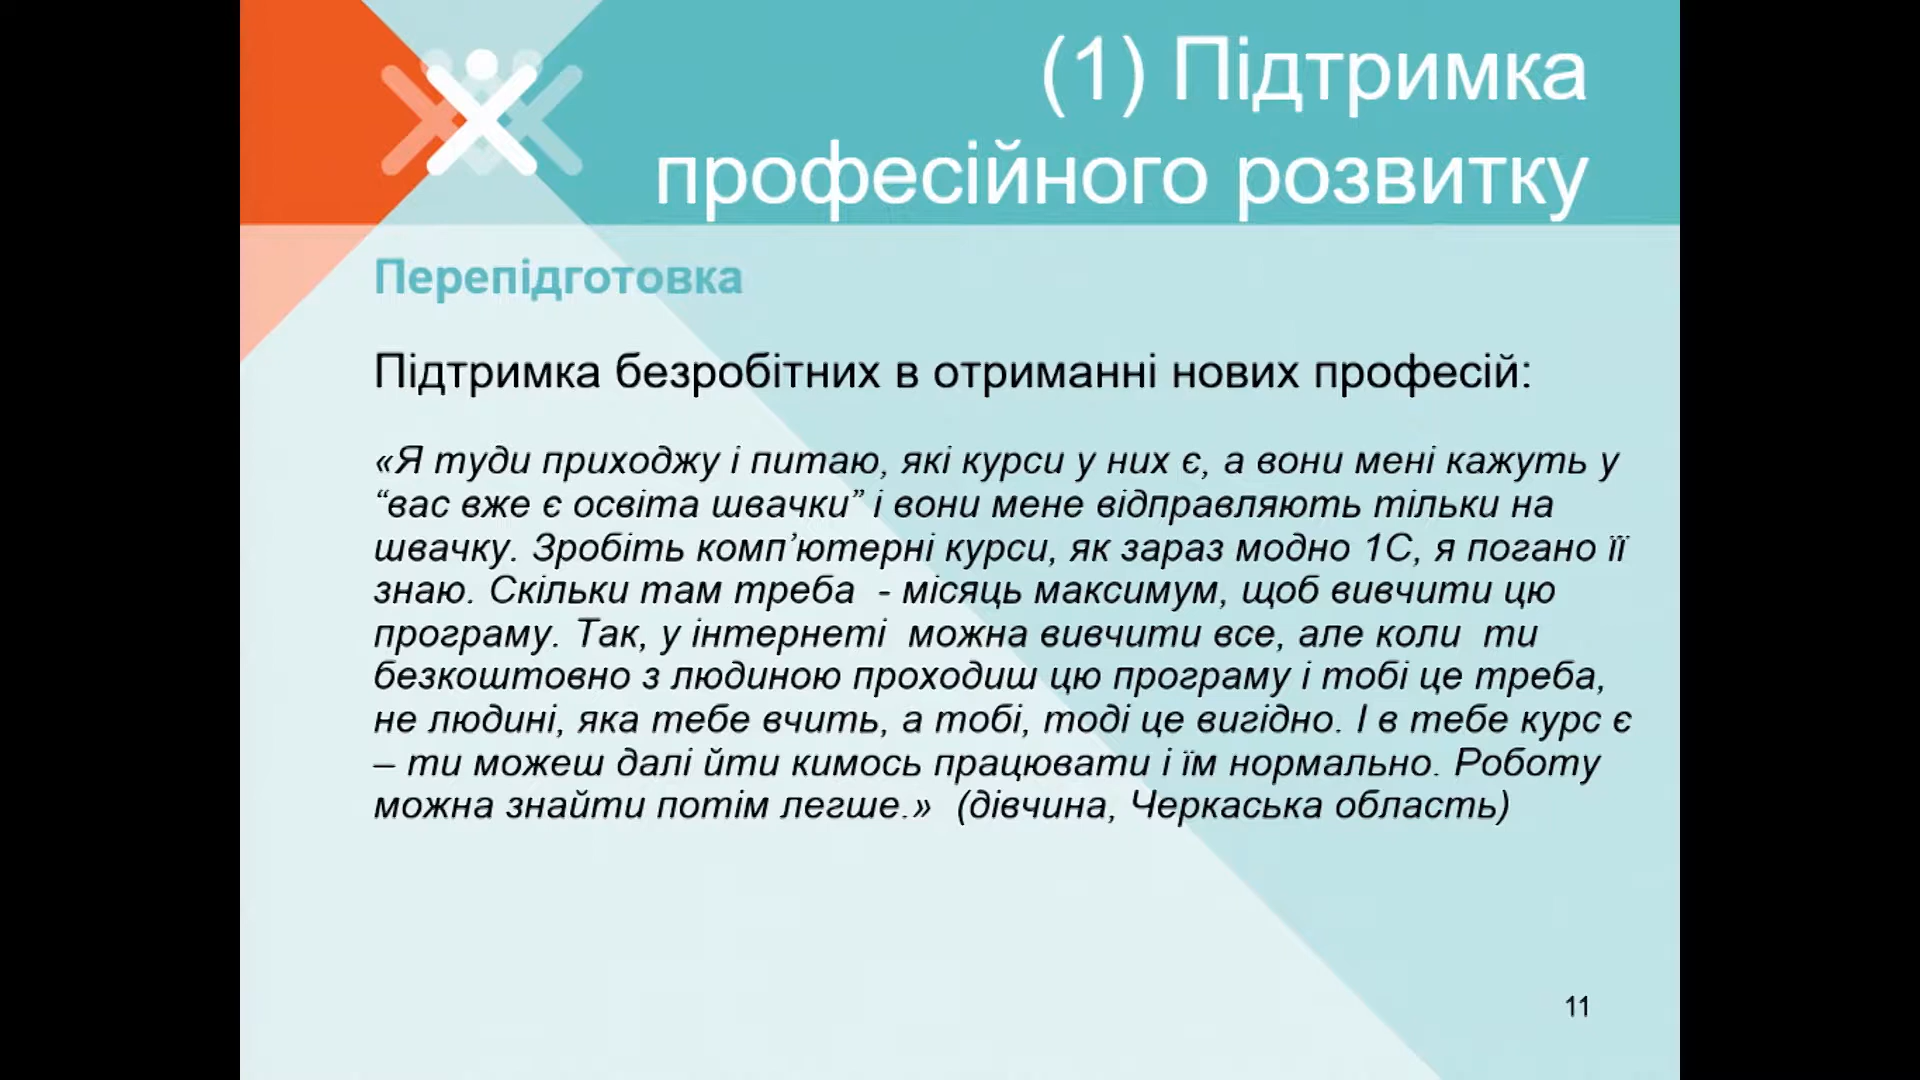 (1) Підтримка
професійного розвитку
Перепідготовка
Підтримка безробітних в отриманні нових професій:
«Я туди приходжу і питаю, які курси у них є, а вони мені кажуть у
“вас вже є освіта швачки” і вони мене відправляють тільки на
швачку. Зробіть комп’ютерні курси, як зараз модно 1С, я погано її
знаю. Скільки там треба  - місяць максимум, щоб вивчити цю
програму. Так, у інтернеті  можна вивчити все, але коли  ти
безкоштовно з людиною проходиш цю програму і тобі це треба,
не людині, яка тебе вчить, а тобі, тоді це вигідно. І в тебе курс є
– ти можеш далі йти кимось працювати і їм нормально. Роботу
можна знайти потім легше.»  (дівчина, Черкаська область)
11